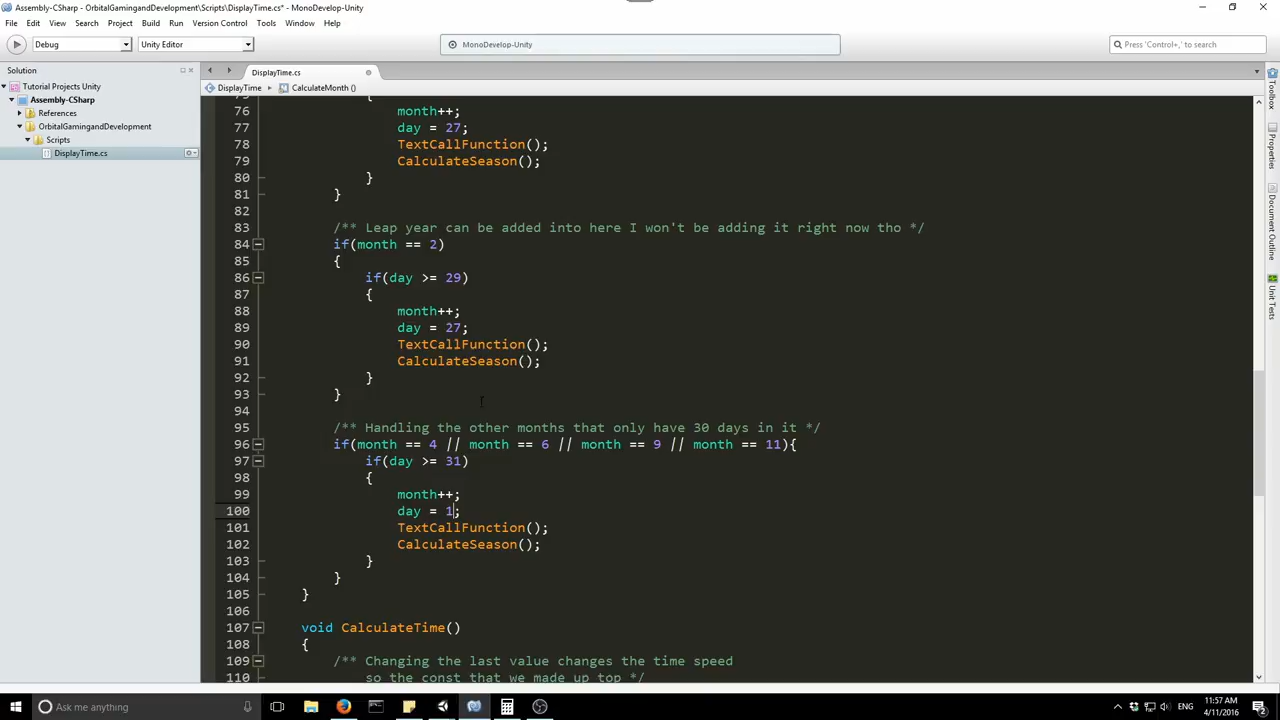 Assembly-CSharp - OrbitalGamingandDevelopment\Scripts\DisplayTime.cs* - MonoDevelop-Unity
File Edit View Search Project Build Run Version Control Tools Window Help
Debug Unity Editor MonoDevelop-Unity Press 'Control+,' to search
Solution DisplayTime.cs
Tutorial Projects Unity
Assembly-CSharp
References
OrbitalGamingandDevelopment
Scripts
DisplayTime.cs
DisplayTime CalculateMonth ()
75 {
76 month++;
77 day = 27;
78 TextCallFunction();
79 CalculateSeason();
80 }
81 }
82
83 /** Leap year can be added into here I won't be adding it right now tho */
84 if(month == 2)
85 {
86 if(day >= 29)
87 {
88 month++;
89 day = 27;
90 TextCallFunction();
91 CalculateSeason();
92 }
93 }
94
95 /** Handling the other months that only have 30 days in it */
96 if(month == 4 || month == 6 || month == 9 || month == 11){
97 if(day >= 31)
98 {
99 month++;
100 day = 1;
101 TextCallFunction();
102 CalculateSeason();
103 }
104 }
105 }
106
107 void CalculateTime()
108 {
109 /** Changing the last value changes the time speed
110 so the const that we made up top */
Toolbox
Properties
Document Outline
Unit Tests
Ask me anything
ENG
11:57 AM
4/11/2016
2